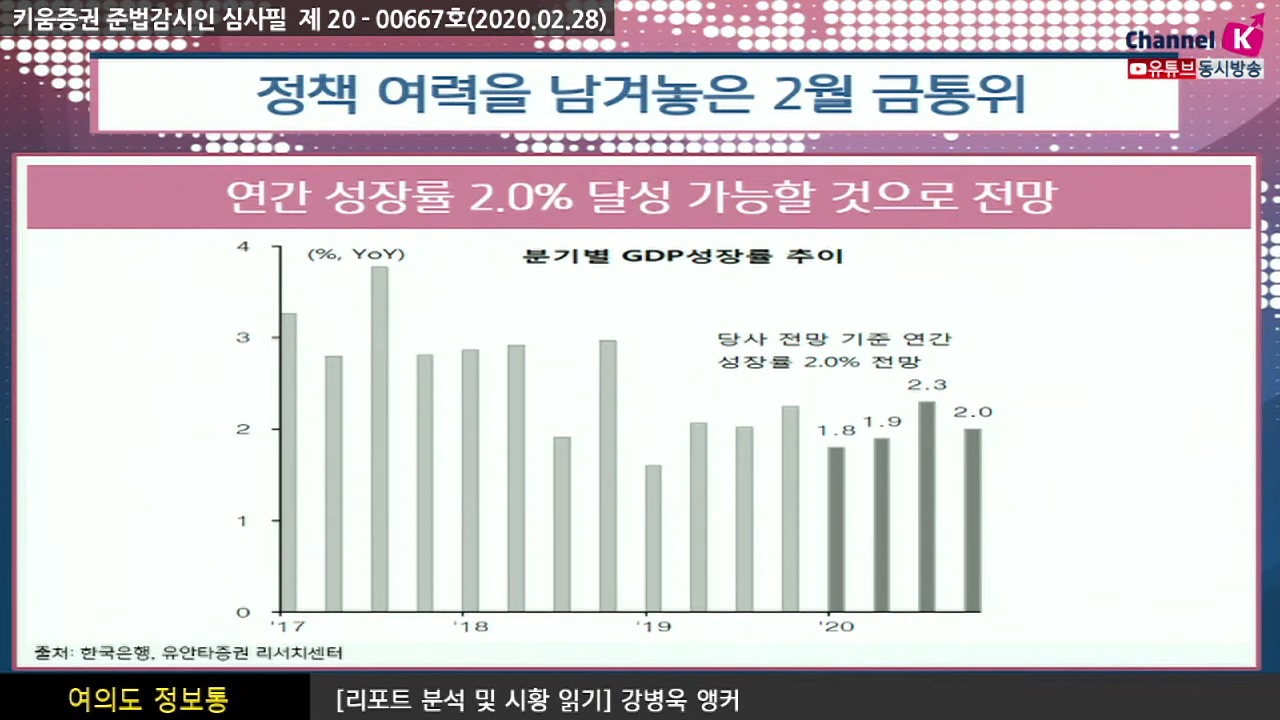 키움증권 준법감시인 심사필 제 20 - 00667호(2020.02.28)
Channel K
유튜브 동시방송
정책 여력을 남겨놓은 2월 금통위
연간 성장률 2.0% 달성 가능할 것으로 전망
(%, YoY)
분기별 GDP성장률 추이
당사 전망 기준 연간
성장률 2.0% 전망
4
3
2
1
0
1.8
1.9
2.3
2.0
'17
'18
'19
'20
출처: 한국은행, 유안타증권 리서치센터
여의도 정보통
[리포트 분석 및 시황 읽기] 강병욱 앵커